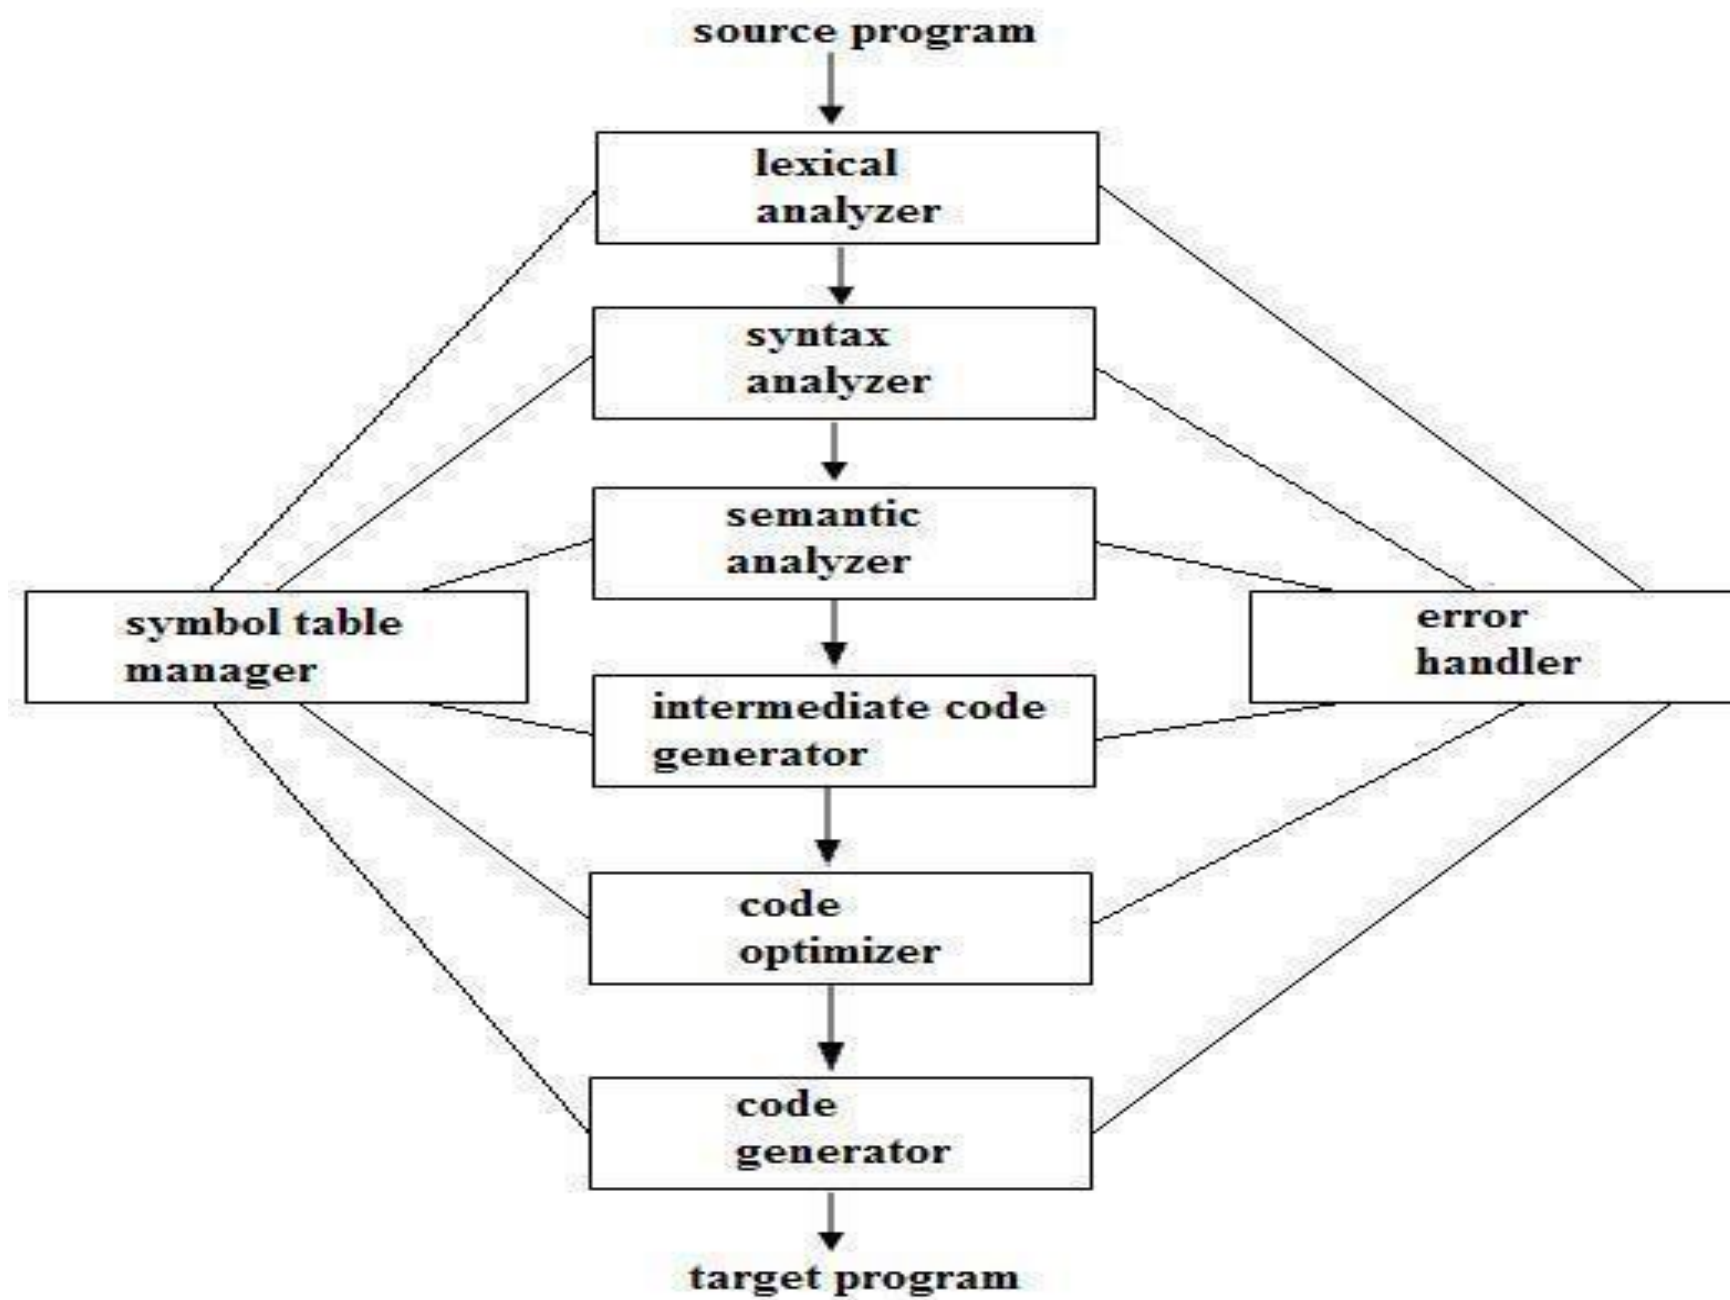 source program
lexical
analyzer
syntax
analyzer
semantic
analyzer
symbol table
manager
error
handler
intermediate code
generator
code
optimizer
code
generator
target program